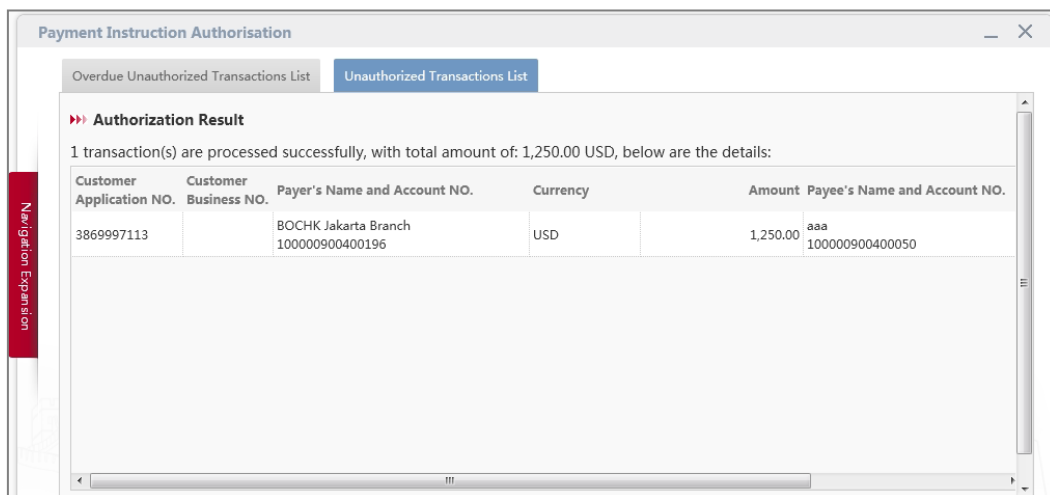 Payment Instruction Authorisation
Overdue Unauthorized Transactions List
Unauthorized Transactions List
Authorization Result
1 transaction(s) are processed successfully, with total amount of: 1,250.00 USD, below are the details:
Customer Application NO.
Customer Business NO.
Payer's Name and Account NO.
Currency
Amount
Payee's Name and Account NO.
3869997113
BOCHK Jakarta Branch
100000900400196
USD
1,250.00
aaa
100000900400050
Navigation Expansion